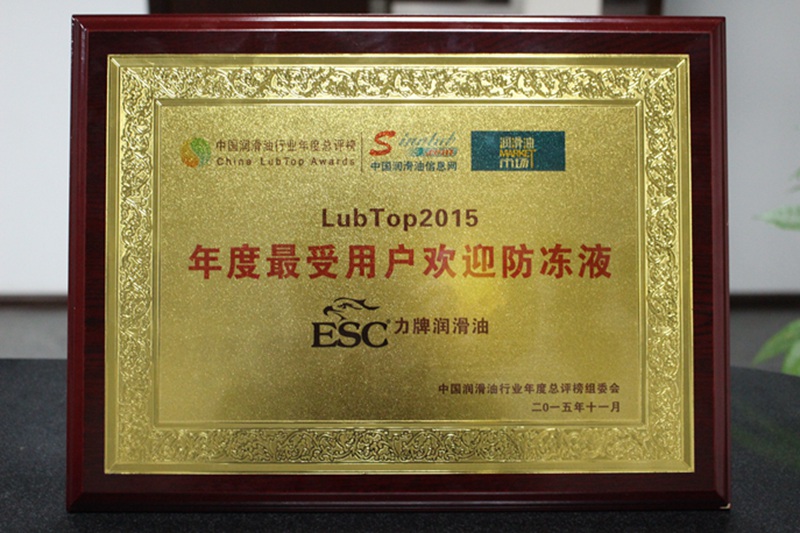 中国润滑油行业年度总评榜
China LubTop Awards
Sinolub
中国润滑油信息网
润滑油
MARKET
市场
LubTop2015
年度最受用户欢迎防冻液
ESC® 力牌润滑油
中国润滑油行业年度总评榜组委会
二〇一五年十一月